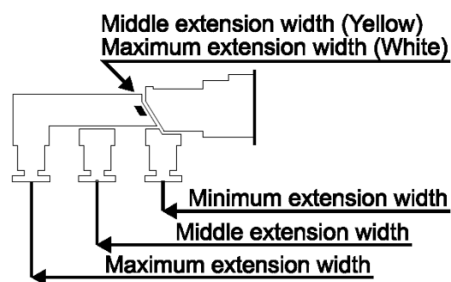 Middle extension width (Yellow)
Maximum extension width (White)
Minimum extension width
Middle extension width
Maximum extension width